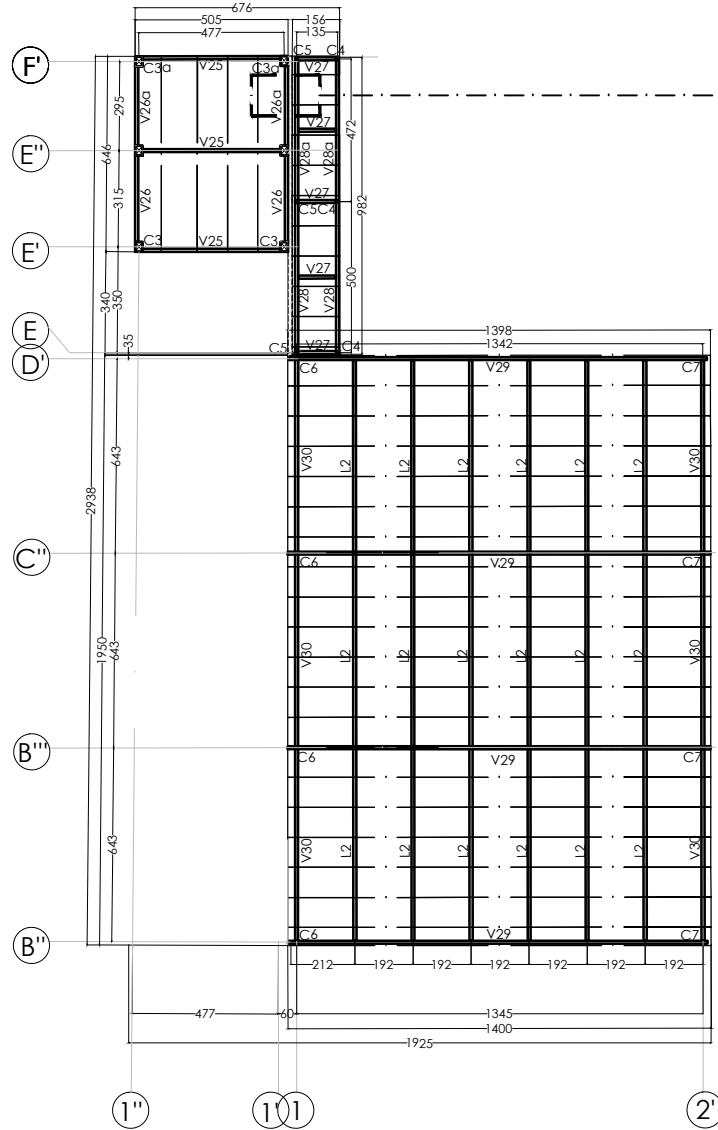 676
505 156
477 135
F' C3a V25 C3a C5 C4
V27
V26a V26a
295 472
V27
646 E'' V25 V28a V28a
V27
315 V26 V26 C5C4 982
E' C3 V25 C3
V27
340 350 V28 V28 500
E 1398
35 C5 V27 C4 1342
D' C6 V29 C7
643 V30 L2 L2 L2 L2 L2 L2 V30
2938
C'' C6 V29 C7
1950 643 V30 L2 L2 L2 L2 L2 L2 V30
B''' C6 V29 C7
643 V30 L2 L2 L2 L2 L2 L2 V30
B'' C6 V29 C7
212 192 192 192 192 192 192
477 60 1345
1400
1925
1'' 1' 1 2'